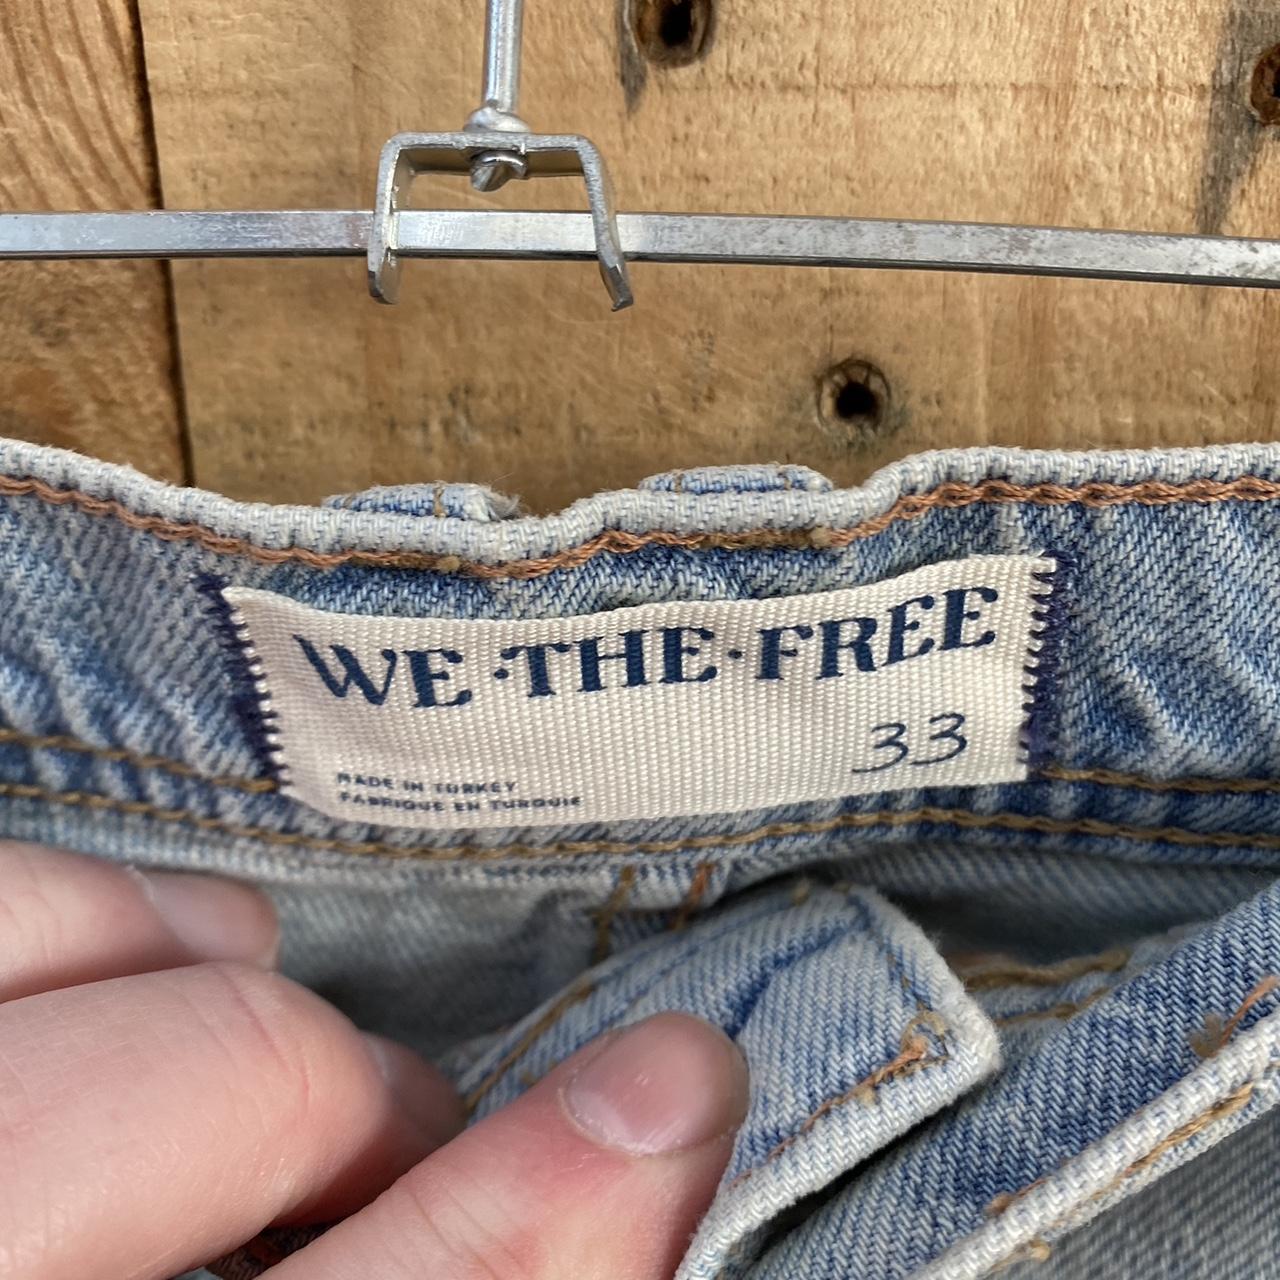 WE·THE·FREE
33
MADE IN TURKEY
FABRIQUE EN TURQUIE